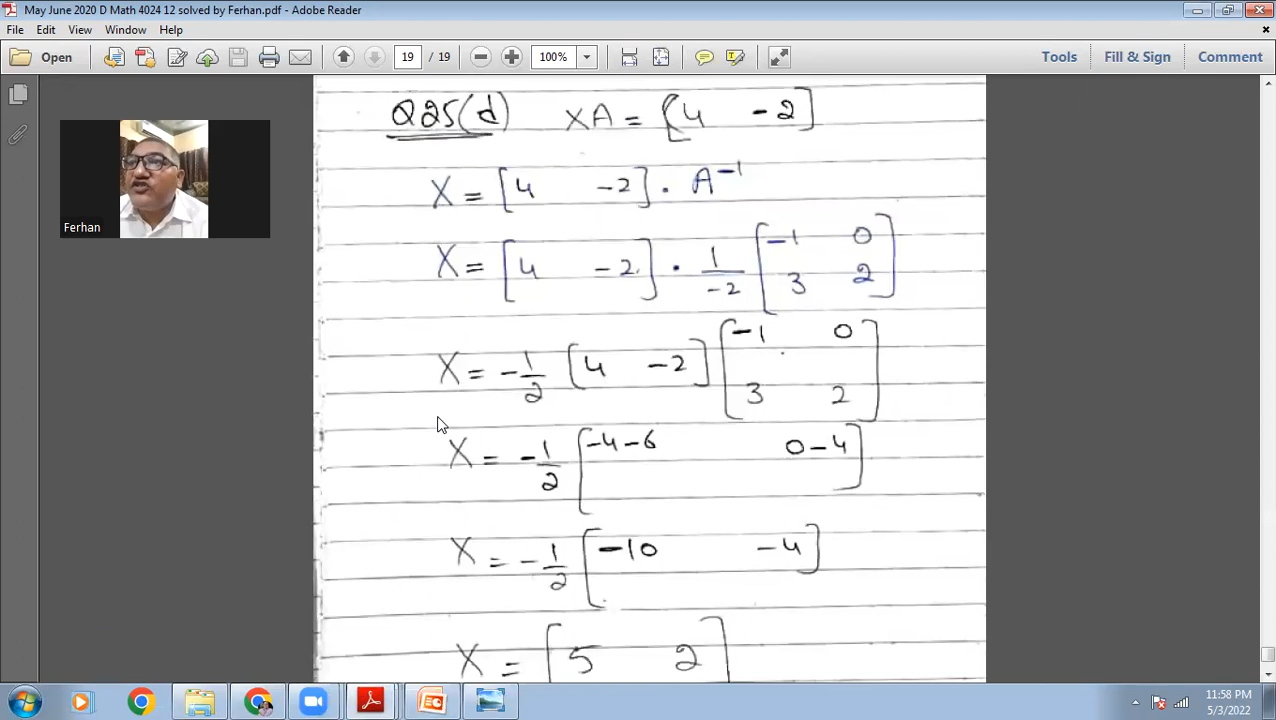 May June 2020 D Math 4024 12 solved by Ferhan.pdf - Adobe Reader
File Edit View Window Help
Open 19 / 19 100% Tools Fill & Sign Comment
Q25(d) XA = [4 -2]
X = [4 -2] . A⁻¹
X = [4 -2] . 1/-2 [-1 0
3 2]
X = -1/2 [4 -2] [-1 0
3 2]
X = -1/2 [-4-6 0-4]
X = -1/2 [-10 -4]
X = [5 2]
Ferhan
11:58 PM
5/3/2022